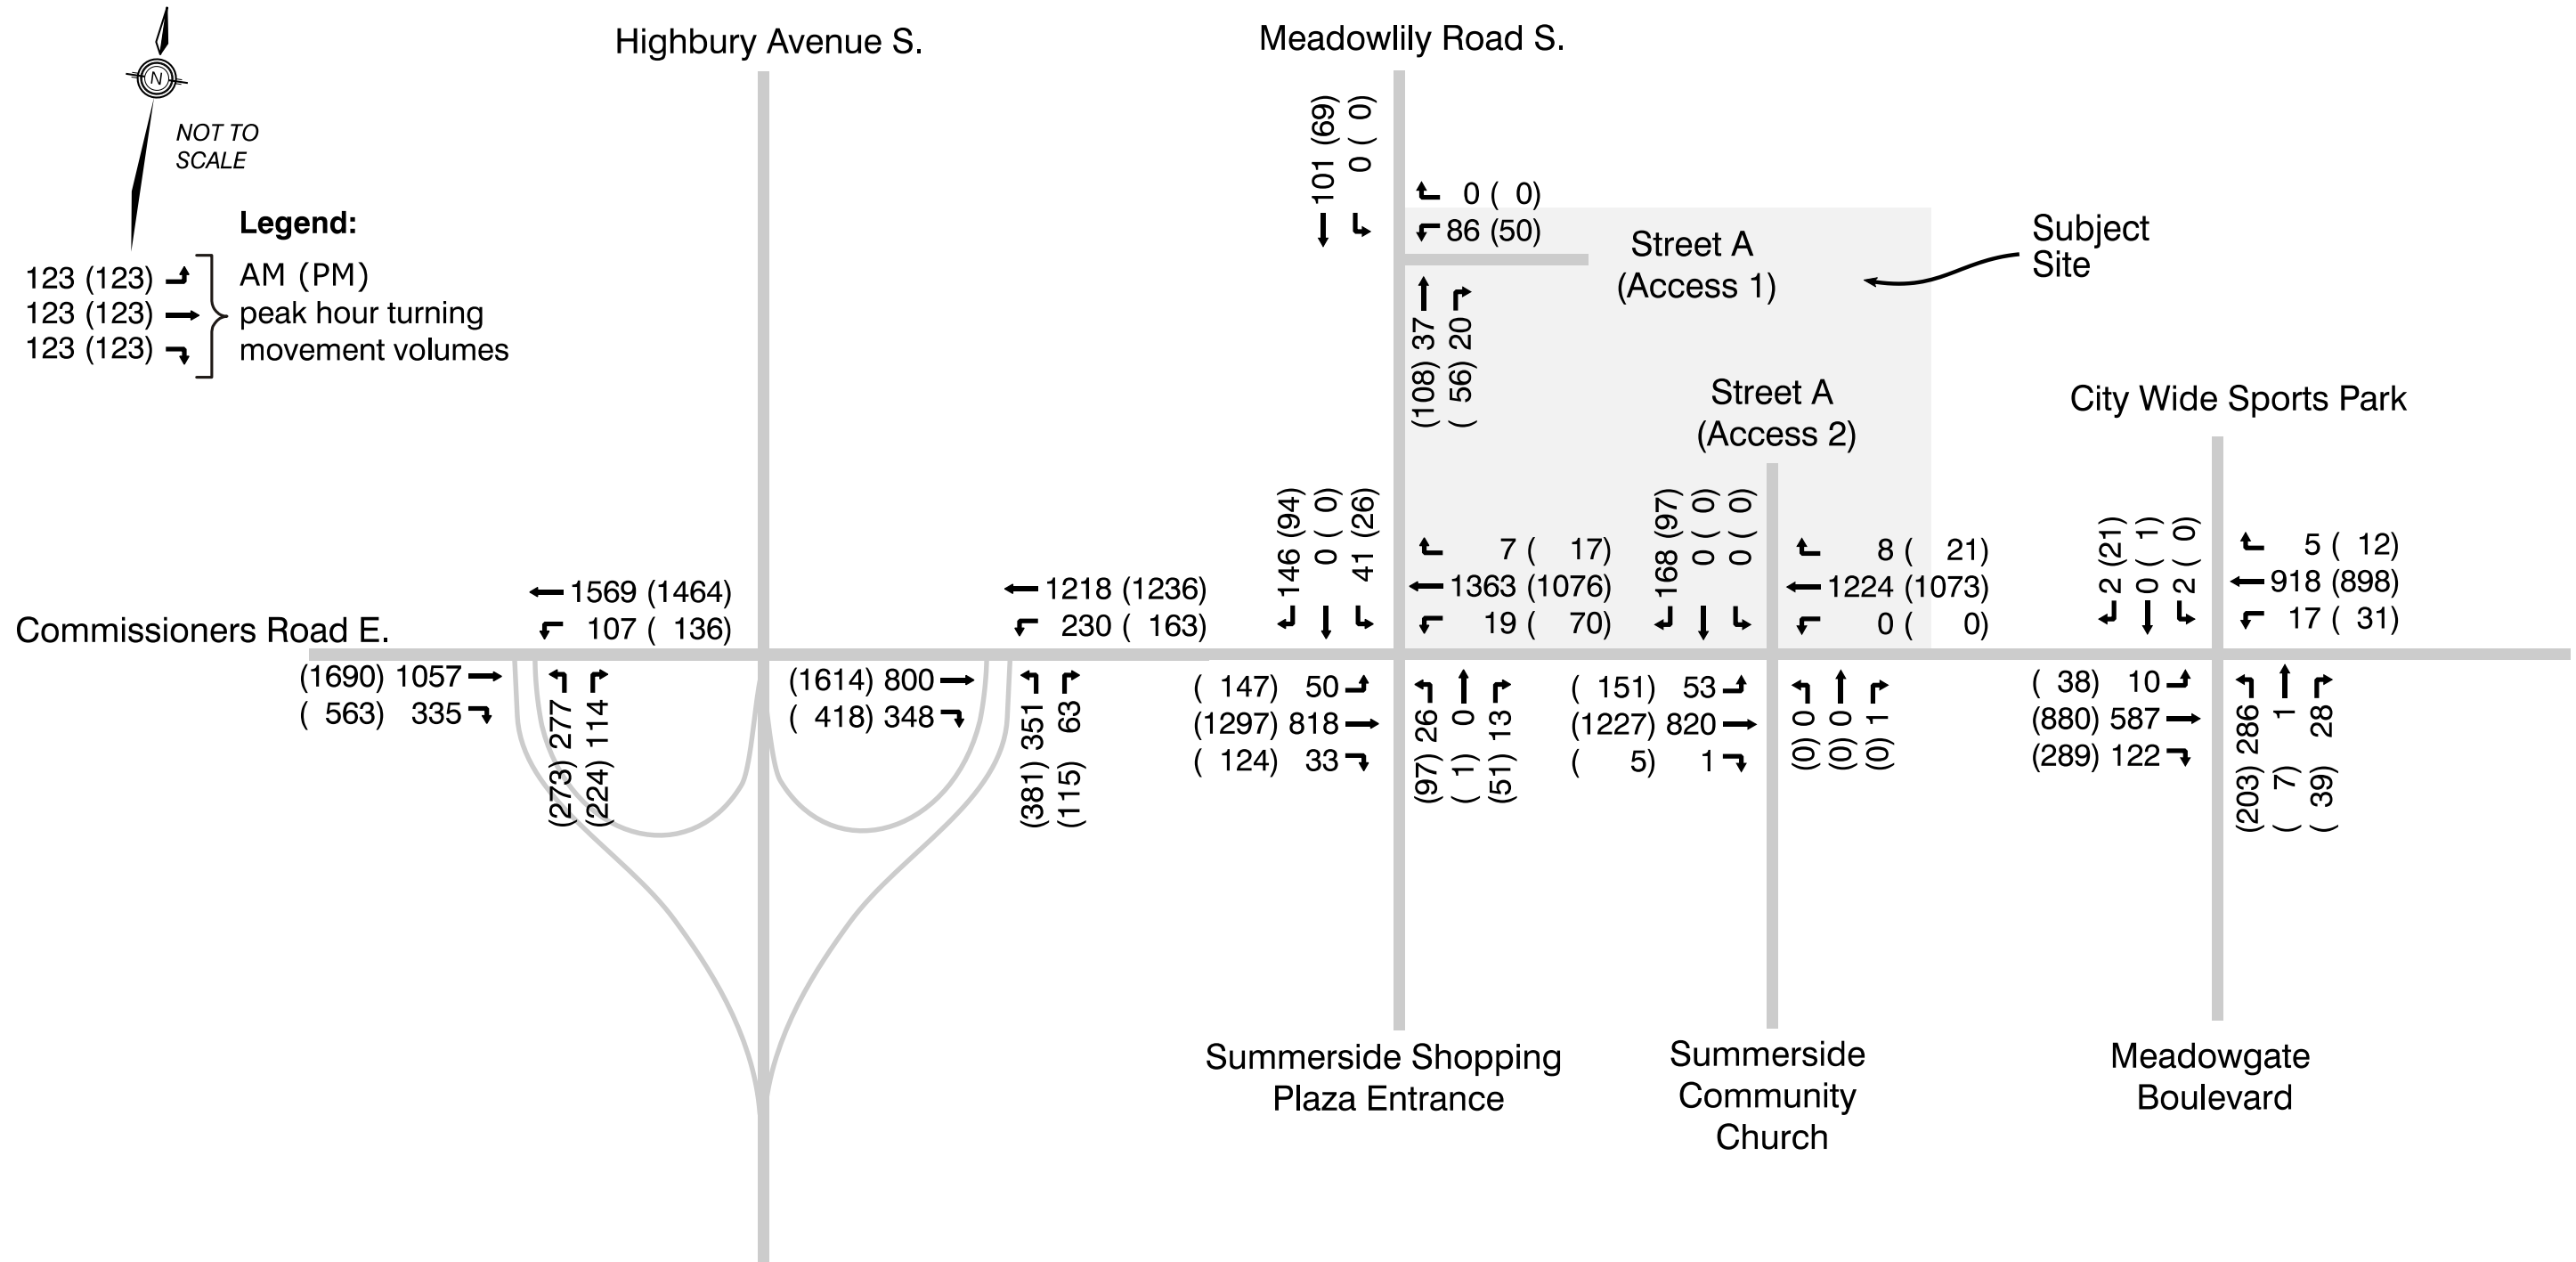 Highbury Avenue S.
Meadowlily Road S.
N
NOT TO
SCALE
Legend:
123 (123)
123 (123)
123 (123)
AM (PM)
peak hour turning
movement volumes
101 (69)
0 ( 0)
0 ( 0)
86 (50)
Street A
(Access 1)
Subject
Site
(108) 37
( 56) 20
Street A
(Access 2)
City Wide Sports Park
Commissioners Road E.
1569 (1464)
107 ( 136)
(1690) 1057
( 563) 335
(273) 277
(224) 114
1218 (1236)
230 ( 163)
(1614) 800
( 418) 348
(381) 351
(115) 63
146 (94)
0 ( 0)
41 (26)
7 ( 17)
1363 (1076)
19 ( 70)
( 147) 50
(1297) 818
( 124) 33
(97) 26
( 1) 0
(51) 13
168 (97)
0 ( 0)
0 ( 0)
8 ( 21)
1224 (1073)
0 ( 0)
( 151) 53
(1227) 820
( 5) 1
(0) 0
(0) 0
(0) 1
2 (21)
0 ( 1)
2 ( 0)
5 ( 12)
918 (898)
17 ( 31)
( 38) 10
(880) 587
(289) 122
(203) 286
( 7) 1
( 39) 28
Summerside Shopping
Plaza Entrance
Summerside
Community
Church
Meadowgate
Boulevard